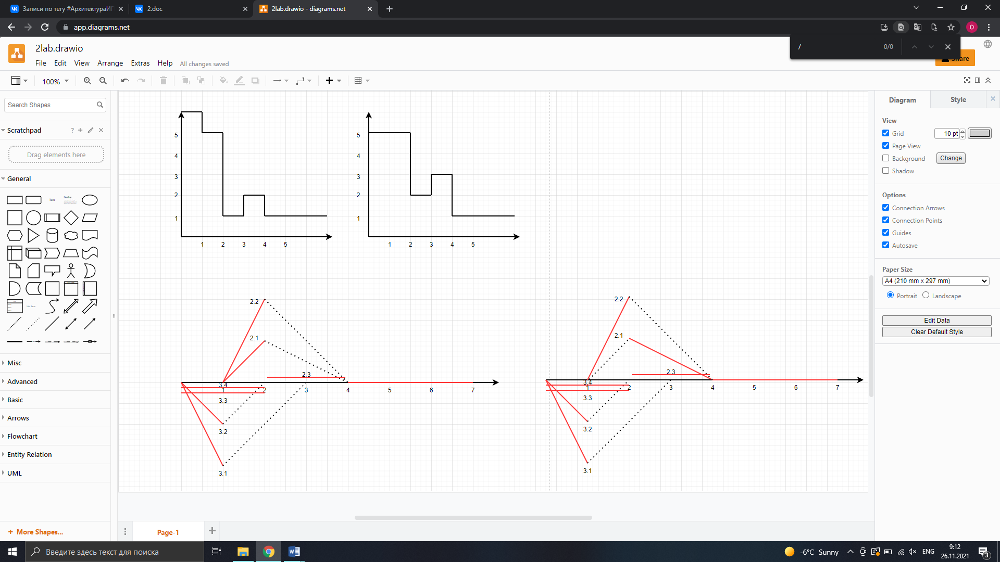 Записи по тегу #АрхитектураИГ
2.doc
2lab.drawio - diagrams.net
app.diagrams.net
O
/
0/0
2lab.drawio
Share
File Edit View Arrange Extras Help All changes saved
100%
Search Shapes
Scratchpad
?
Drag elements here
General
Text
Heading
List
List Item
Misc
Advanced
Basic
Arrows
Flowchart
Entity Relation
UML
+ More Shapes...
5
4
3
2
1
1 2 3 4 5
5
4
3
2
1
1 2 3 4 5
2.2
2.1
2.3
3.4
1 2 3 4 5 6 7
3.3
3.2
3.1
2.2
2.1
2.3
3.4
1 2 3 4 5 6 7
3.3
3.2
3.1
Page-1
Diagram
Style
View
Grid
10 pt
Page View
Background
Change
Shadow
Options
Connection Arrows
Connection Points
Guides
Autosave
Paper Size
A4 (210 mm x 297 mm)
Portrait
Landscape
Edit Data
Clear Default Style
Введите здесь текст для поиска
-6°C Sunny
ENG
9:12
26.11.2021
3